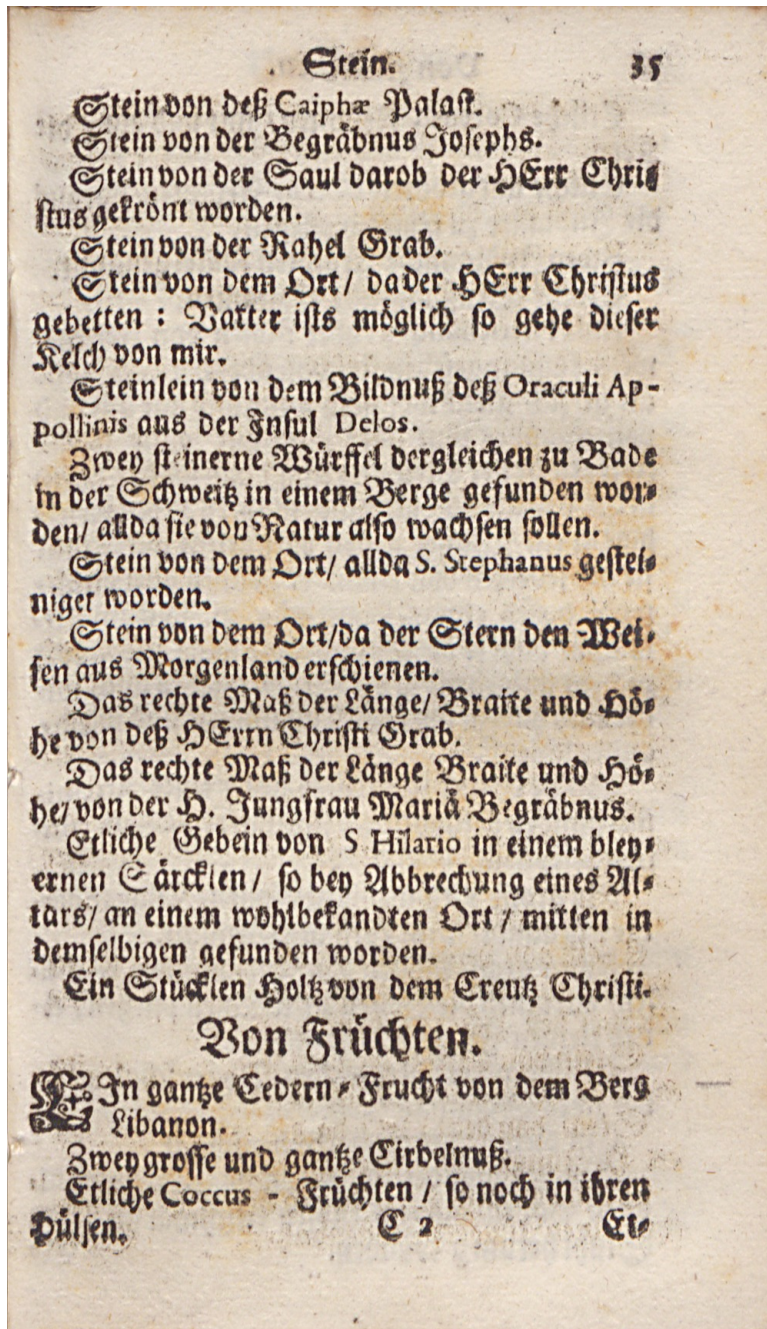 Stein. 35
Stein von deß Caiphæ Palast.
Stein von der Begräbnus Josephs.
Stein von der Saul darob der HErr Chri⸗
stus gekrönt worden.
Stein von der Rahel Grab.
Stein von dem Ort / da der HErr Christus
gebetten : Vatter ists möglich so gehe dieser
Kelch von mir.
Steinlein von dem Bildnuß deß Oraculi Ap-
pollinis aus der Insul Delos.
Zwey steinerne Würffel dergleichen zu Bade
in der Schweitz in einem Berge gefunden wor⸗
den / allda sie von Natur also wachsen sollen.
Stein von dem Ort / allda S. Stephanus gestei⸗
niget worden.
Stein von dem Ort / da der Stern den Wei⸗
sen aus Morgenland erschienen.
Das rechte Maß der Länge / Braite und Hö⸗
he von deß HErrn Christi Grab.
Das rechte Maß der Länge Braite und Hö⸗
he / von der H. Jungfrau Mariä Begräbnus.
Etliche Gebein von S Hilario in einem bley⸗
ernen Särcklen / so bey Abbrechung eines Al⸗
tars / an einem wohlbekandten Ort / mitten in
demselbigen gefunden worden.
Ein Stücklen Holtz von dem Creutz Christi.
Von Früchten.
EIn gantze Cedern⸗Frucht von dem Berg
Libanon.
Zwey grosse und gantze Cirbelnuß.
Etliche Coccus - Früchten / so noch in ihren
Hülsen. C 2 Et⸗